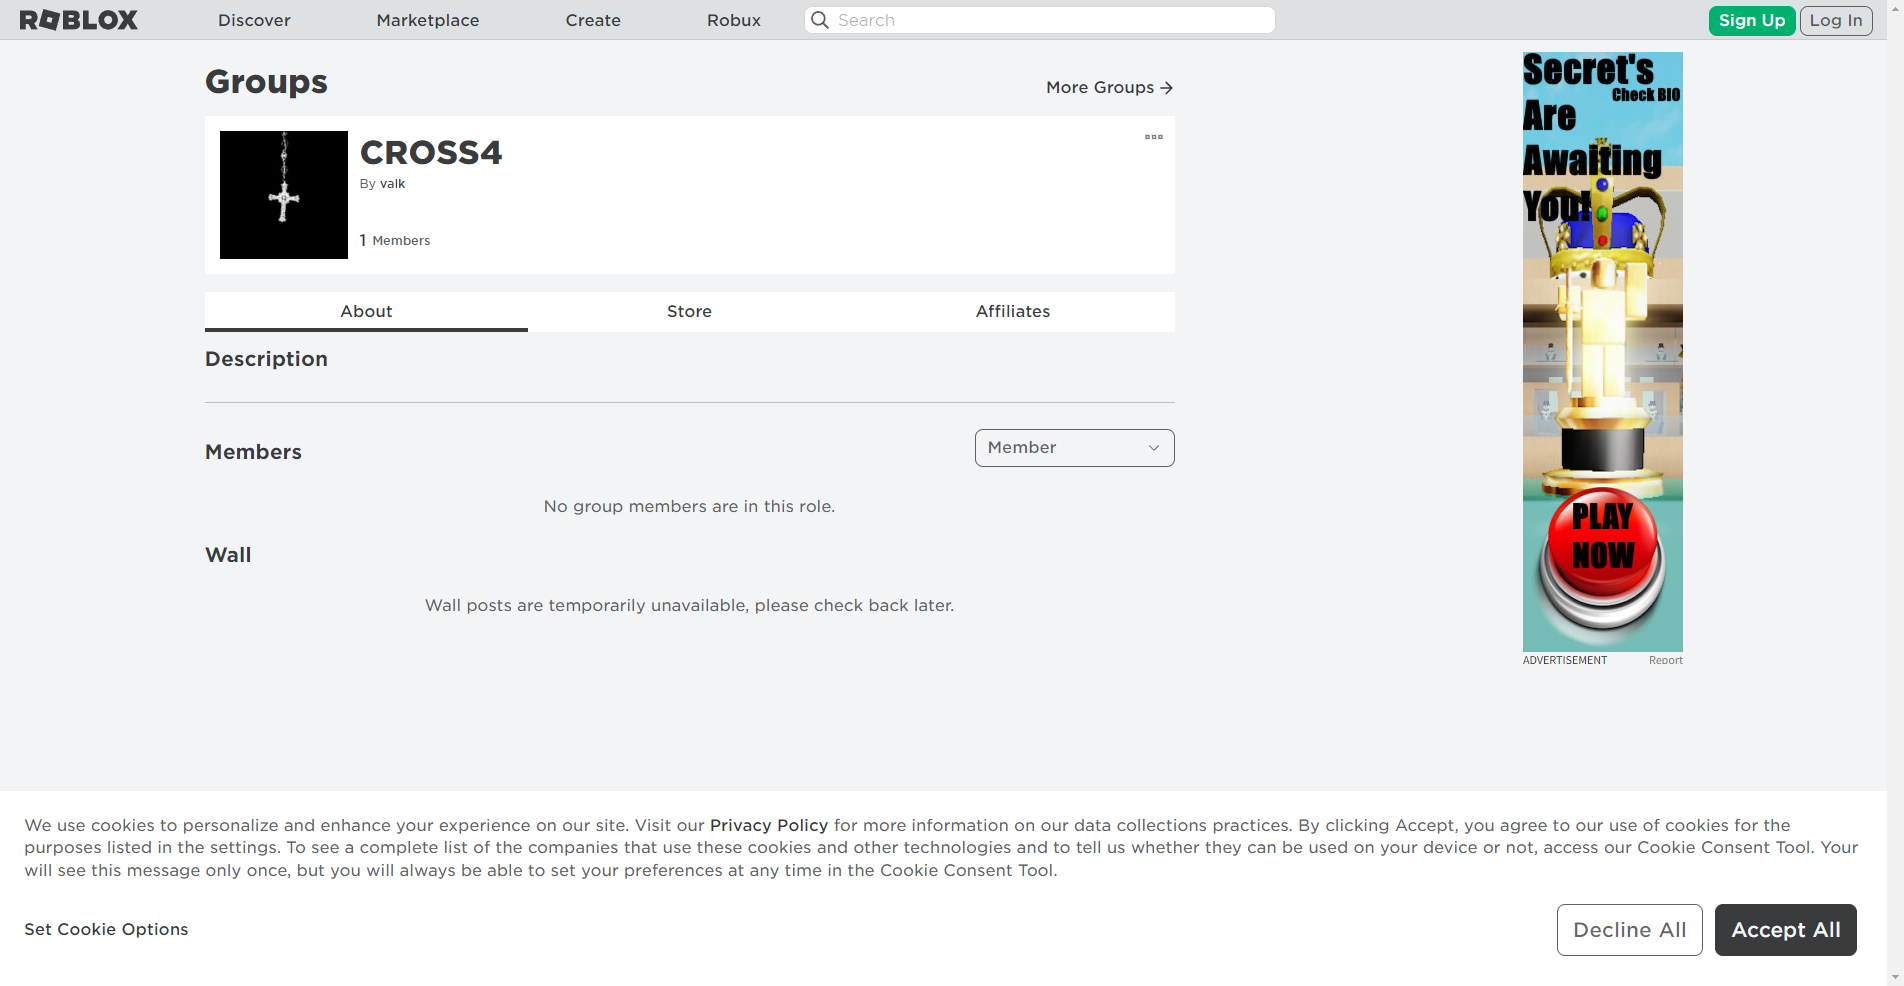 ROBLOX
Discover
Marketplace
Create
Robux
Search
Sign Up
Log In
Groups
More Groups
CROSS4
By valk
1 Members
About
Store
Affiliates
Description
Members
Member
No group members are in this role.
Wall
Wall posts are temporarily unavailable, please check back later.
Secret's
Check BIO
Are
Awaiting
You!
PLAY
NOW
ADVERTISEMENT
Report
We use cookies to personalize and enhance your experience on our site. Visit our Privacy Policy for more information on our data collections practices. By clicking Accept, you agree to our use of cookies for the
purposes listed in the settings. To see a complete list of the companies that use these cookies and other technologies and to tell us whether they can be used on your device or not, access our Cookie Consent Tool. Your
will see this message only once, but you will always be able to set your preferences at any time in the Cookie Consent Tool.
Set Cookie Options
Decline All
Accept All